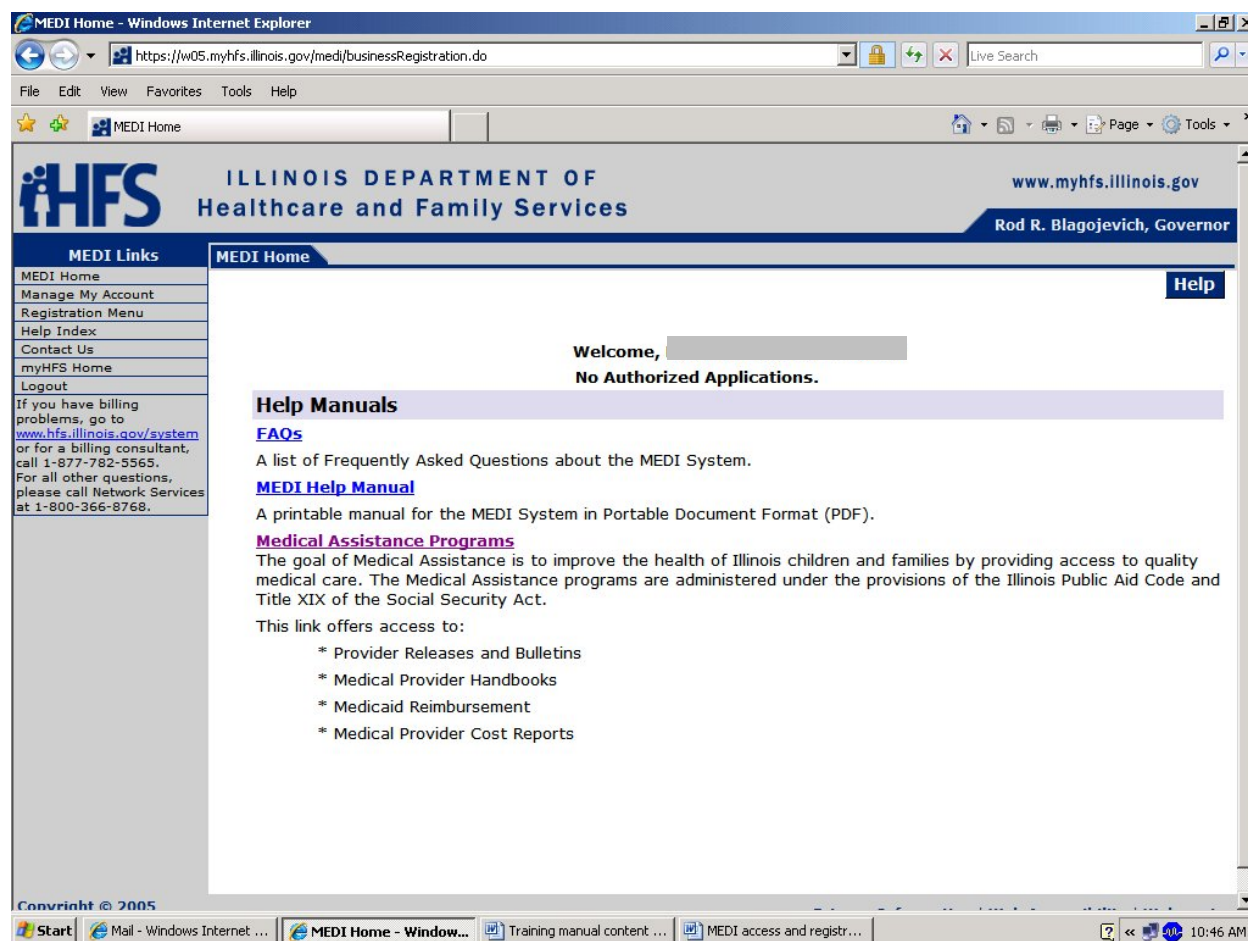 MEDI Home - Windows Internet Explorer
https://w05.myhfs.illinois.gov/medi/businessRegistration.do
Live Search
File Edit View Favorites Tools Help
MEDI Home
Page Tools
HFS
ILLINOIS DEPARTMENT OF
Healthcare and Family Services
www.myhfs.illinois.gov
Rod R. Blagojevich, Governor
MEDI Links
MEDI Home
Manage My Account
Registration Menu
Help Index
Contact Us
myHFS Home
Logout
If you have billing
problems, go to
www.hfs.illinois.gov/system
or for a billing consultant,
call 1-877-782-5565.
For all other questions,
please call Network Services
at 1-800-366-8768.
MEDI Home
Help
Welcome,
No Authorized Applications.
Help Manuals
FAQs
A list of Frequently Asked Questions about the MEDI System.
MEDI Help Manual
A printable manual for the MEDI System in Portable Document Format (PDF).
Medical Assistance Programs
The goal of Medical Assistance is to improve the health of Illinois children and families by providing access to quality
medical care. The Medical Assistance programs are administered under the provisions of the Illinois Public Aid Code and
Title XIX of the Social Security Act.
This link offers access to:
* Provider Releases and Bulletins
* Medical Provider Handbooks
* Medicaid Reimbursement
* Medical Provider Cost Reports
Copyright © 2005
Start
Mail - Windows Internet ...
MEDI Home - Window...
Training manual content ...
MEDI access and registr...
10:46 AM